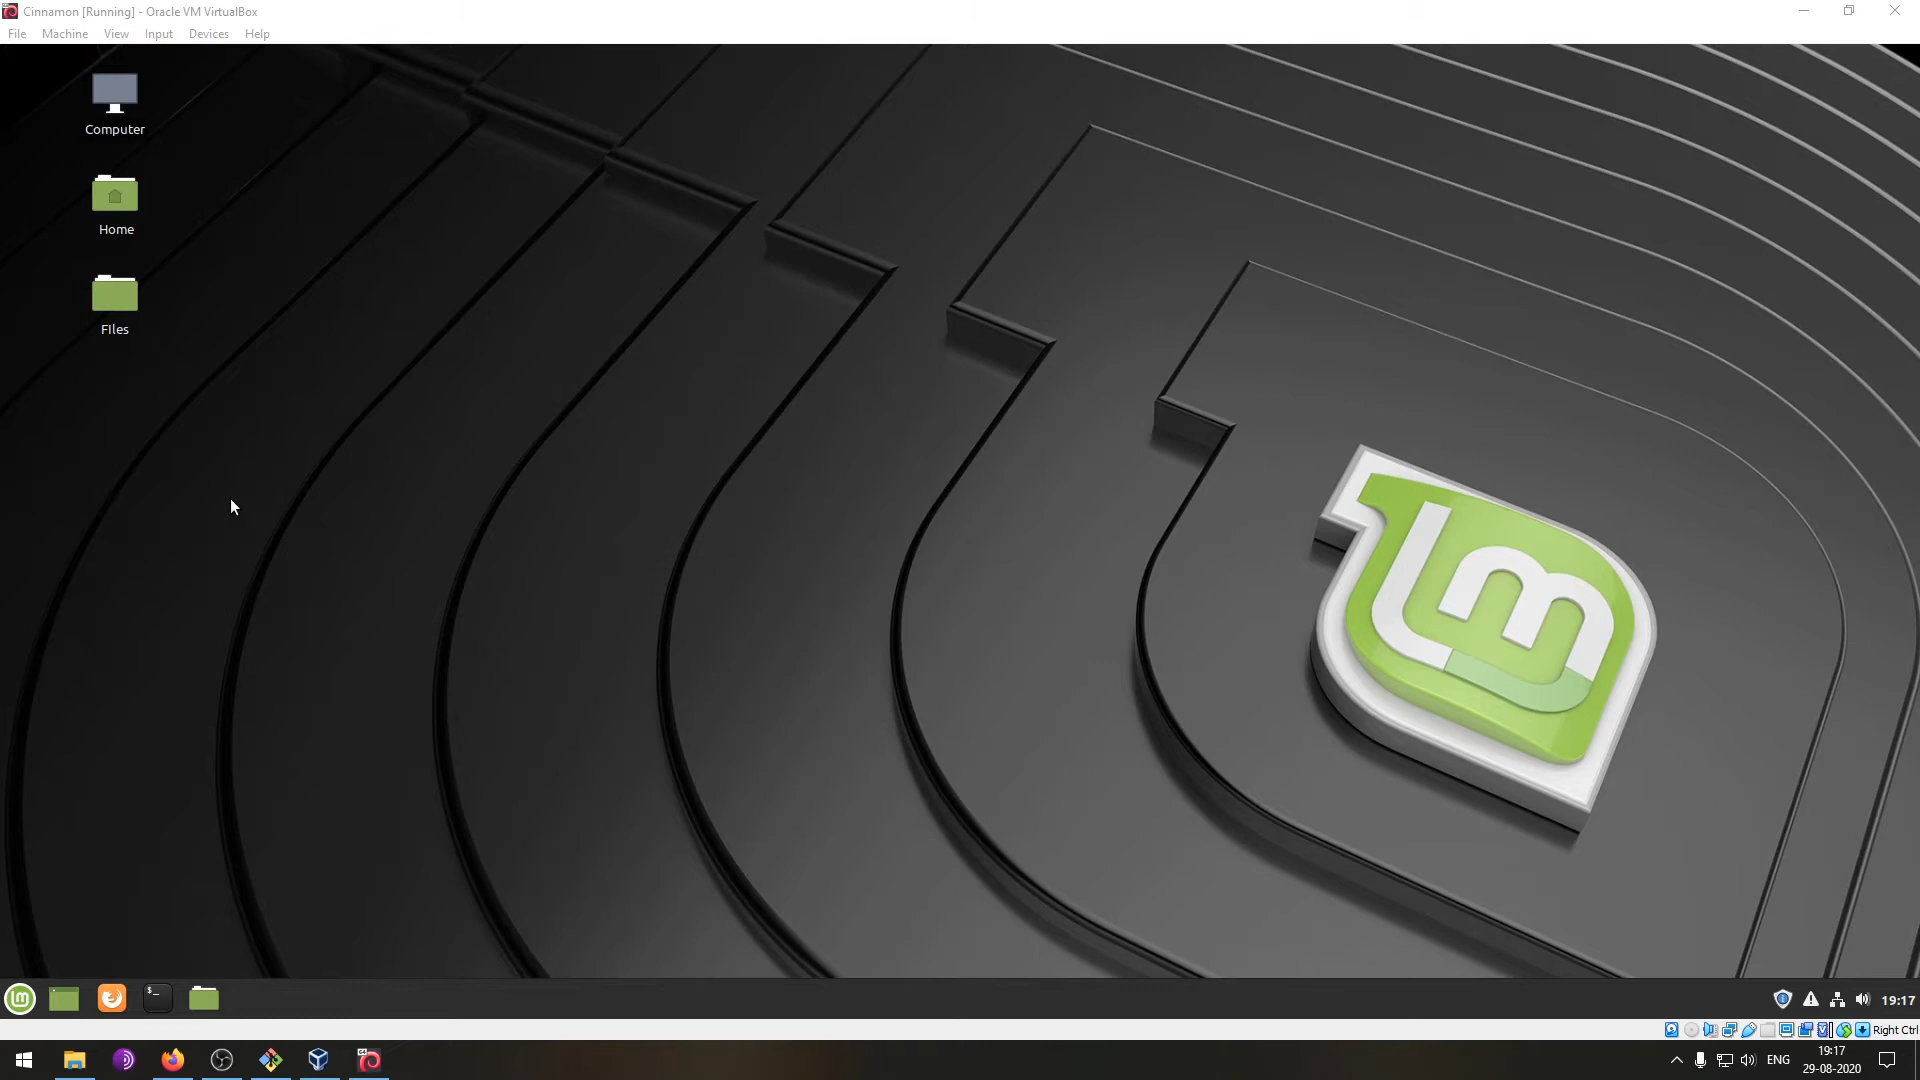 Cinnamon [Running] - Oracle VM VirtualBox
File Machine View Input Devices Help
Computer
Home
FIles
lm
19:17
Right Ctrl
ENG
19:17
29-08-2020